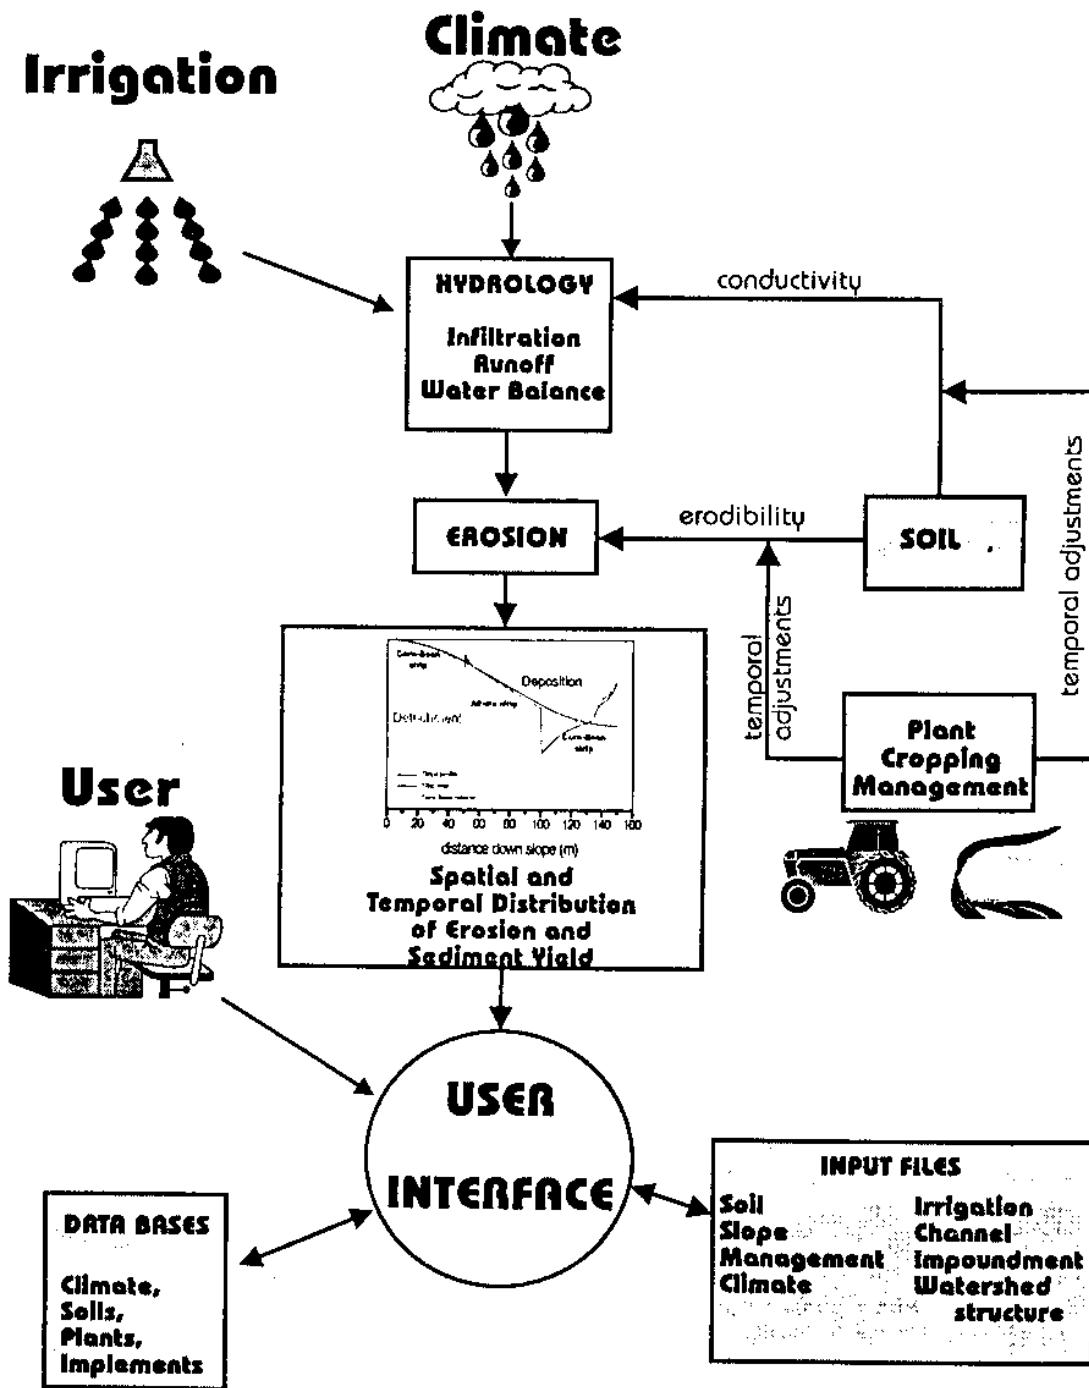 Climate
Irrigation
HYDROLOGY
Infiltration
Runoff
Water Balance
conductivity
EROSION
erodibility
SOIL
temporal adjustments
temporal
adjustments
Plant
Cropping
Management
Deposition
strip
0 20 40 60 80 100 120 140 160
distance down slope (m)
Spatial and
Temporal Distribution
of Erosion and
Sediment Yield
User
USER
INTERFACE
DATA BASES
Climate,
Soils,
Plants,
Implements
INPUT FILES
Soil
Slope
Management
Climate
Irrigation
Channel
Impoundment
Watershed
structure